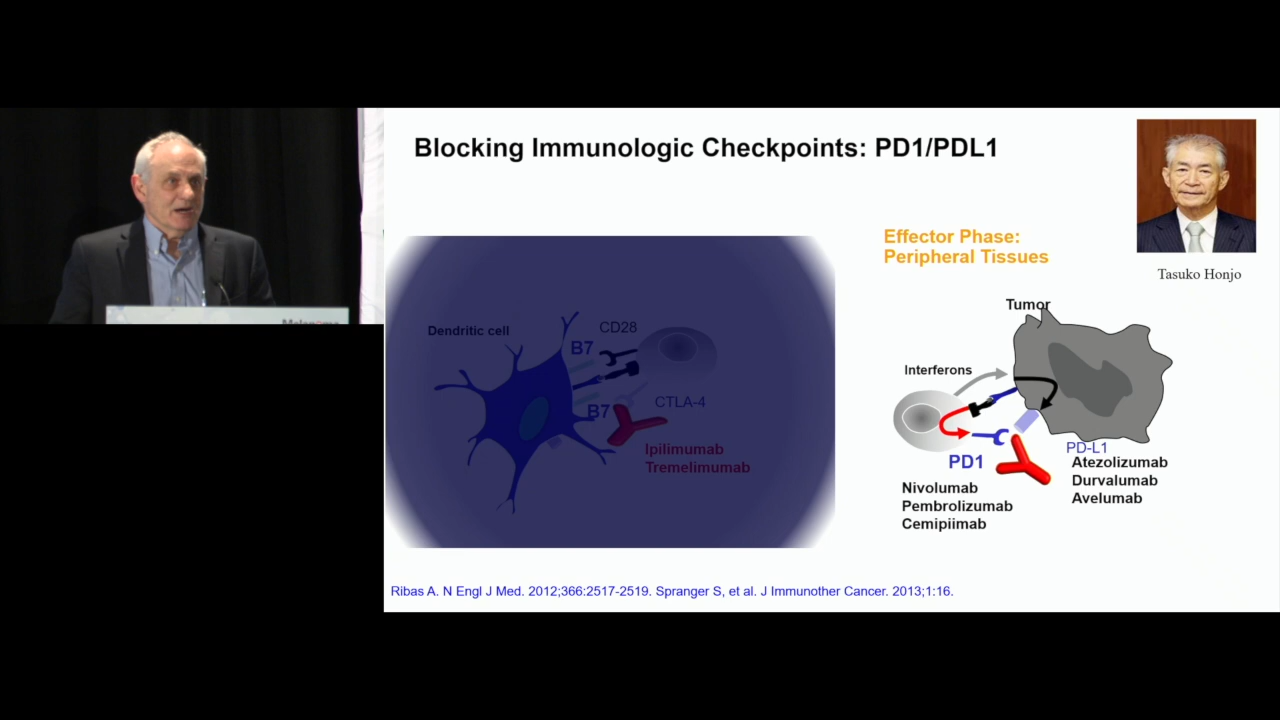 Blocking Immunologic Checkpoints: PD1/PDL1
Tasuko Honjo
Effector Phase:
Peripheral Tissues
Dendritic cell
CD28
B7
B7
CTLA-4
Ipilimumab
Tremelimumab
Tumor
Interferons
PD1
PD-L1
Nivolumab
Pembrolizumab
Cemipiimab
Atezolizumab
Durvalumab
Avelumab
Ribas A. N Engl J Med. 2012;366:2517-2519. Spranger S, et al. J Immunother Cancer. 2013;1:16.